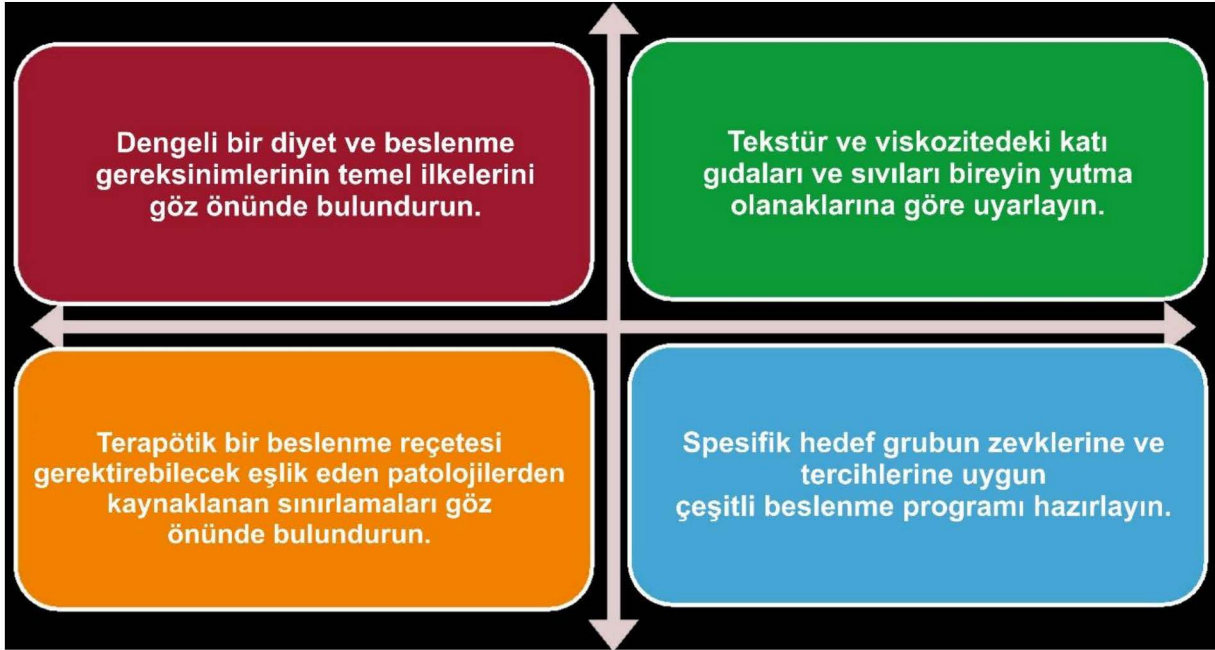 Dengeli bir diyet ve beslenme
gereksinimlerinin temel ilkelerini
göz önünde bulundurun.
Tekstür ve viskozitedeki katı
gıdaları ve sıvıları bireyin yutma
olanaklarına göre uyarlayın.
Terapötik bir beslenme reçetesi
gerektirebilecek eşlik eden patolojilerden
kaynaklanan sınırlamaları göz
önünde bulundurun.
Spesifik hedef grubun zevklerine ve
tercihlerine uygun
çeşitli beslenme programı hazırlayın.